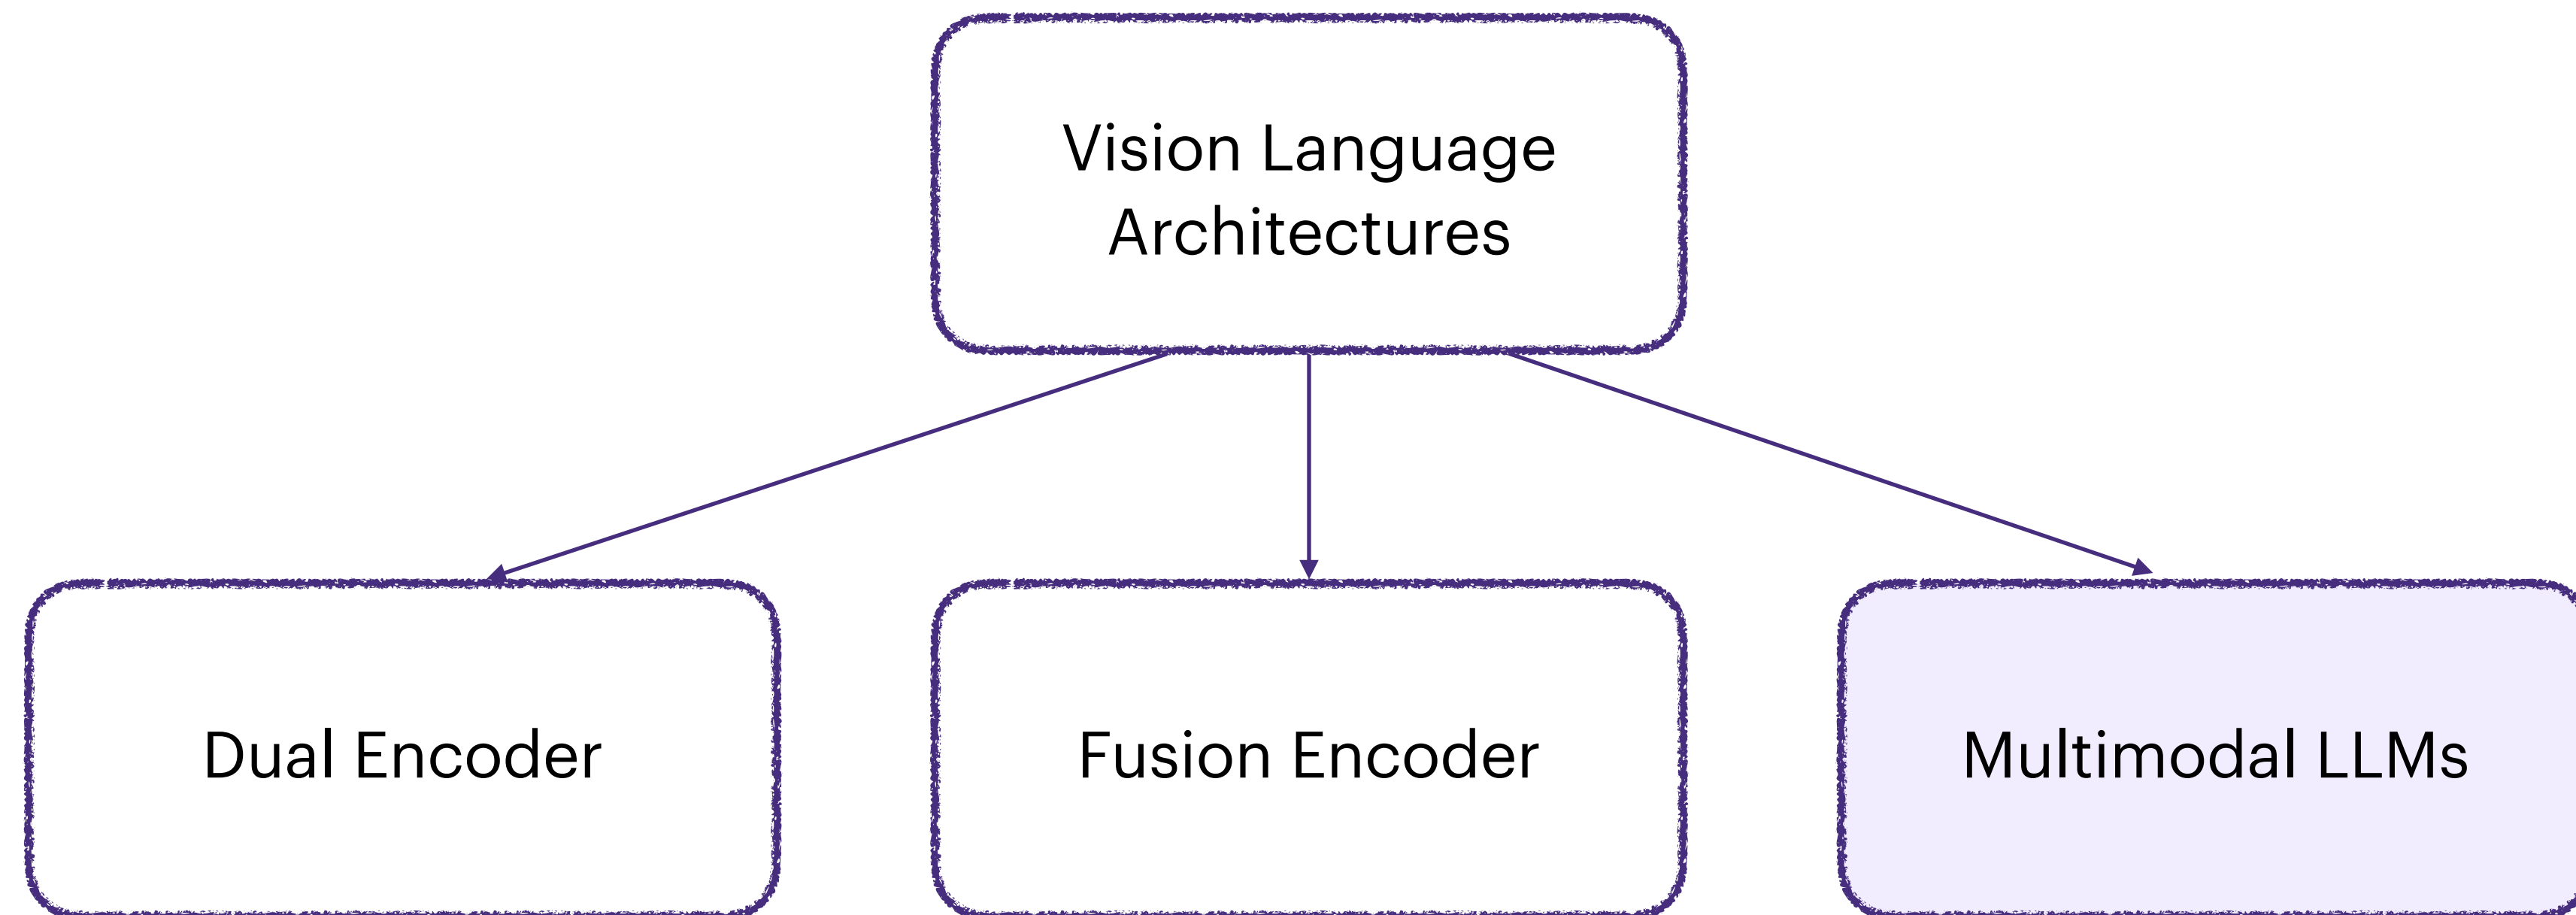 Vision Language
Architectures
Dual Encoder
Fusion Encoder
Multimodal LLMs